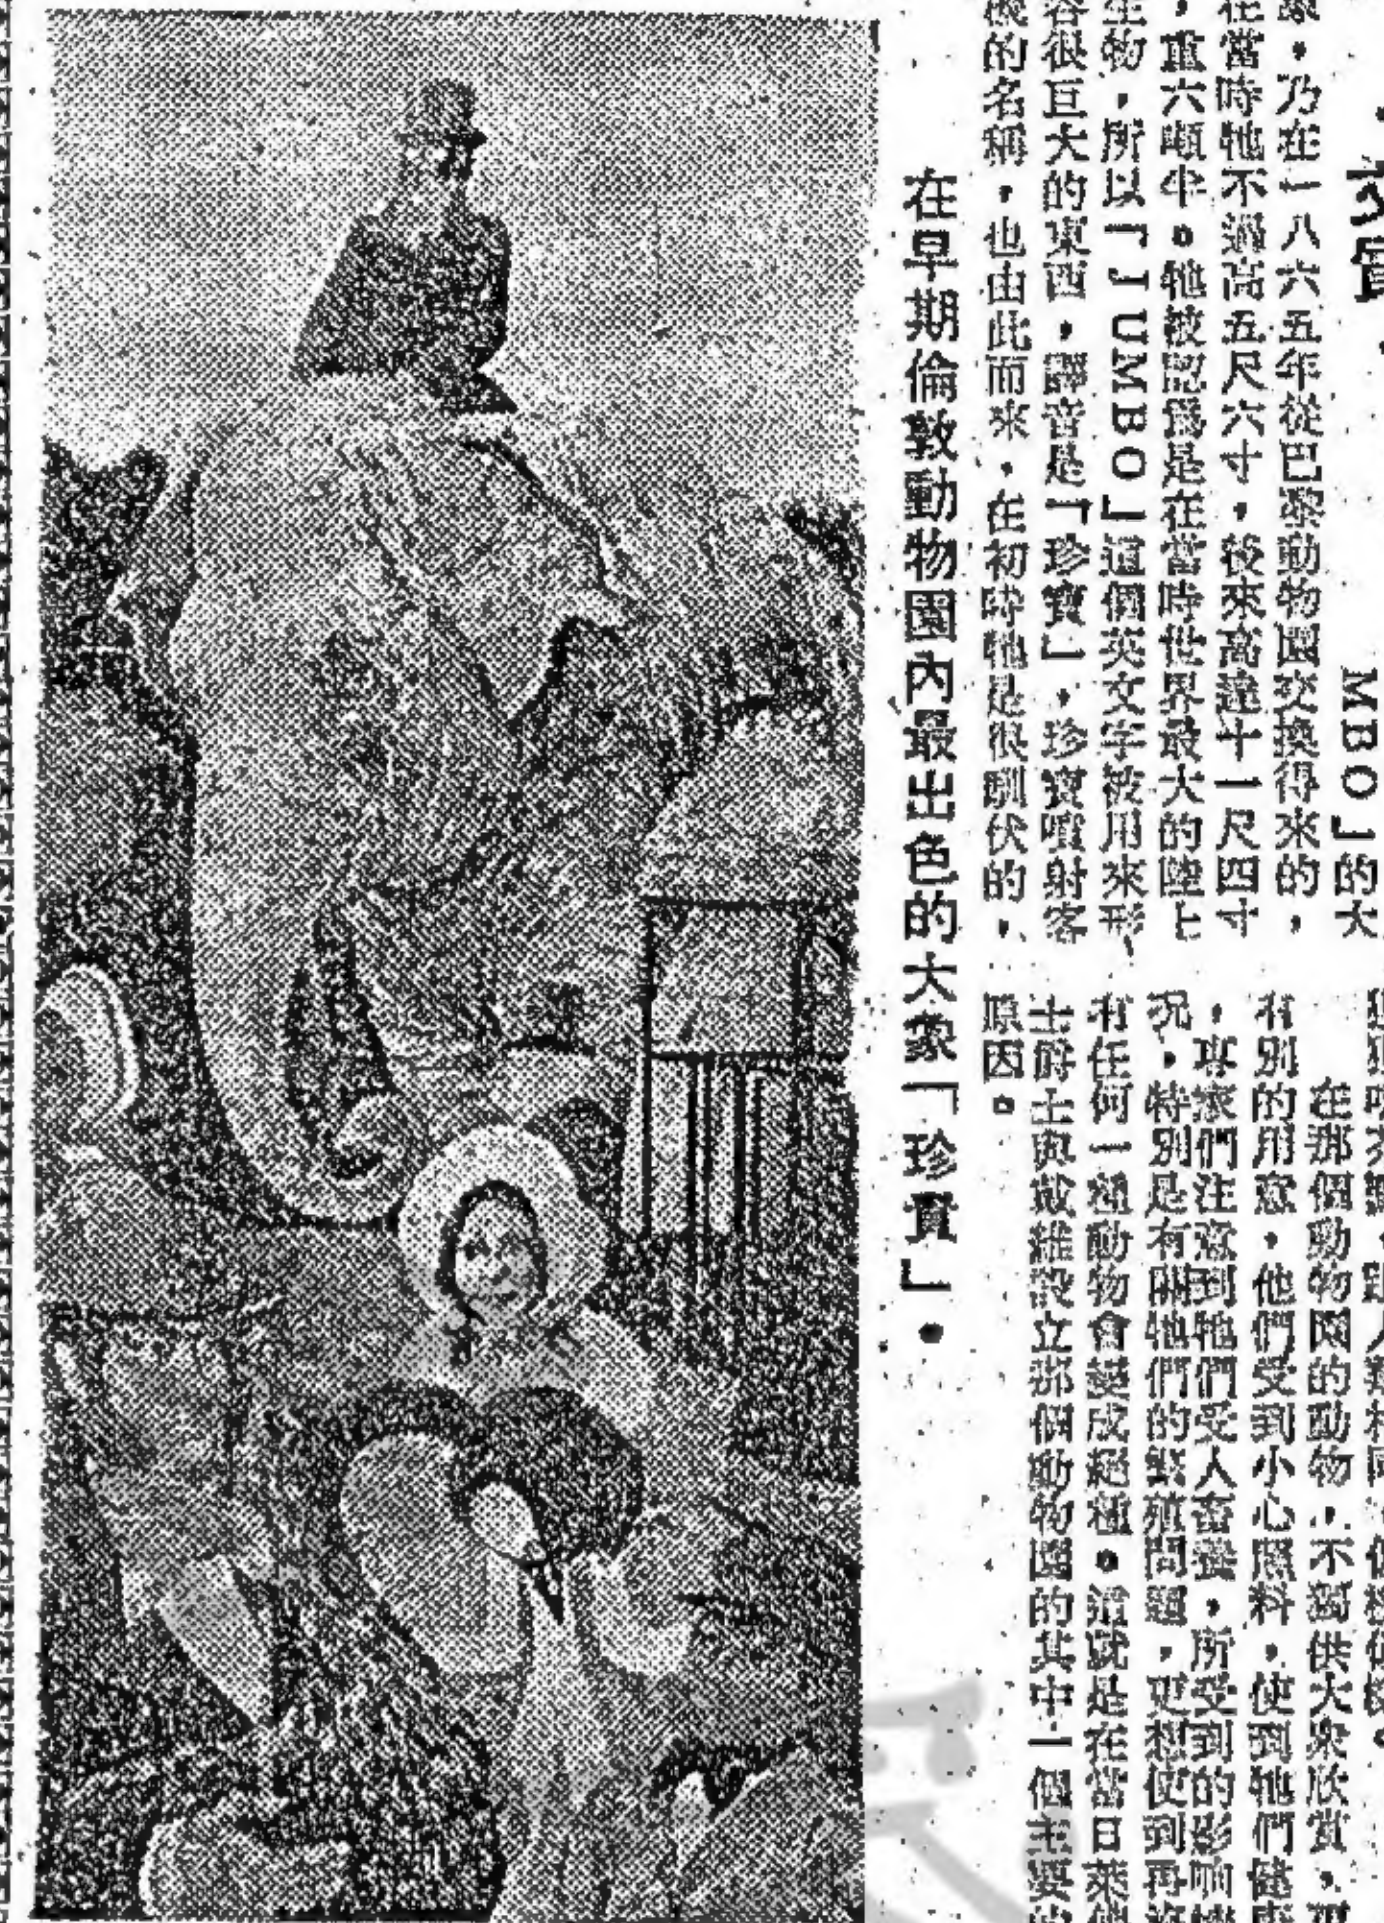 MBO」的大
象，乃在一八六五年從巴黎動物園交換得來的，
在當時牠不過高五尺六寸，後來高達十一尺四寸
，重六噸半。牠被認爲是在當時世界最大的陸上
生物，所以「JUMBO」這個英文字被用來形
容很巨大的東西，譯音是「珍寶」，珍寶噴射客
機的名稱，也由此而來，在初時牠是很馴伏的，
在那個動物園的動物，不獨供大衆欣賞，
有別的用意，他們受到小心照料，使到牠們健康
，專家們注意到牠們受人畜養，所受到的影响
况，特別是有關牠們的繁殖問題，更想使到再
有任何一種動物會變成絕種。這就是在當日萊
士爵士與戴維設立那個動物園的其中一個主要
原因。
在早期倫敦動物園內最出色的大象「珍寶」。